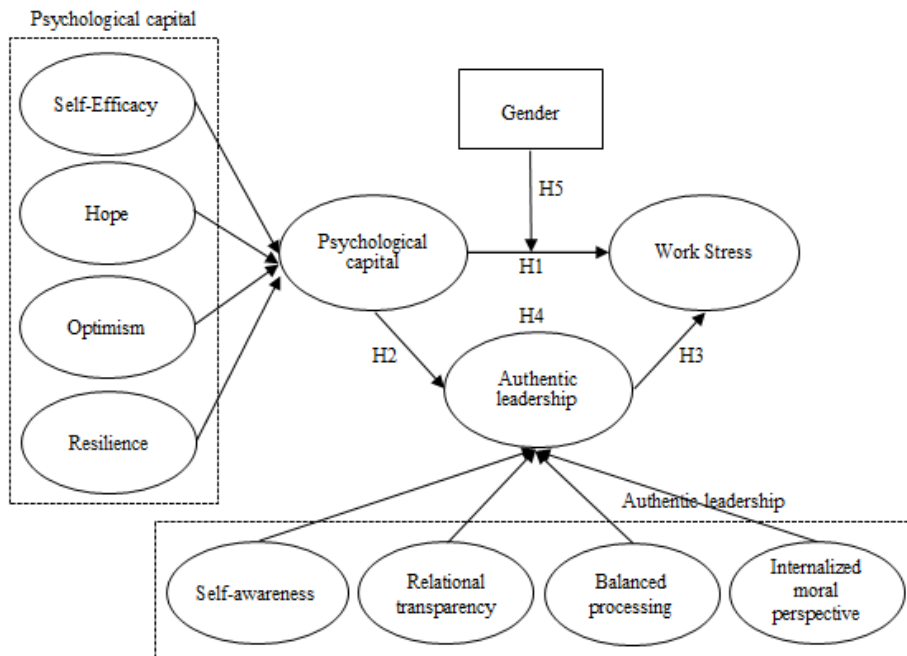 Psychological capital
Self-Efficacy
Hope
Optimism
Resilience
Gender
H5
Psychological
capital
H1
Work Stress
H4
H2
H3
Authentic
leadership
Authentic leadership
Self-awareness
Relational
transparency
Balanced
processing
Internalized
moral
perspective